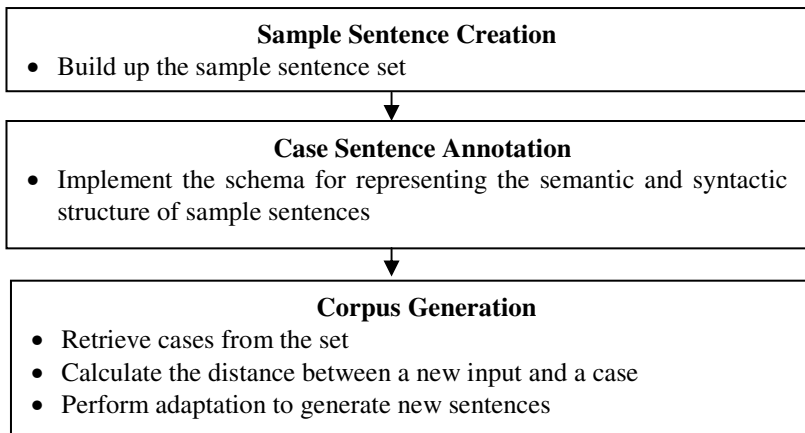 Sample Sentence Creation
• Build up the sample sentence set
Case Sentence Annotation
• Implement the schema for representing the semantic and syntactic
structure of sample sentences
Corpus Generation
• Retrieve cases from the set
• Calculate the distance between a new input and a case
• Perform adaptation to generate new sentences